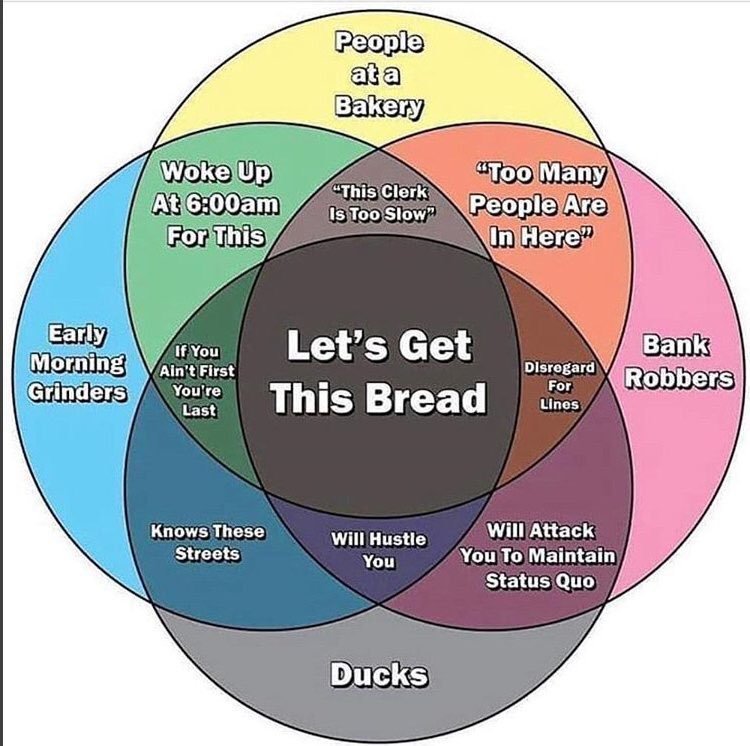 People
at a
Bakery
Woke Up
At 6:00am
For This
“This Clerk
Is Too Slow”
“Too Many
People Are
In Here”
Early
Morning
Grinders
If You
Ain't First
You're
Last
Let’s Get
This Bread
Disregard
For
Lines
Bank
Robbers
Knows These
Streets
Will Hustle
You
Will Attack
You To Maintain
Status Quo
Ducks